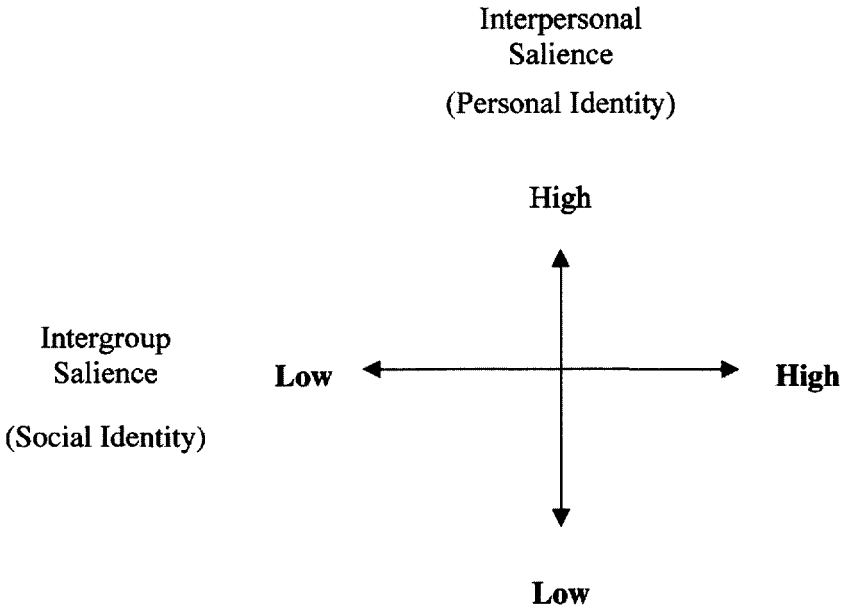 Interpersonal
Salience
(Personal Identity)
High
Intergroup
Salience
(Social Identity)
Low
High
Low